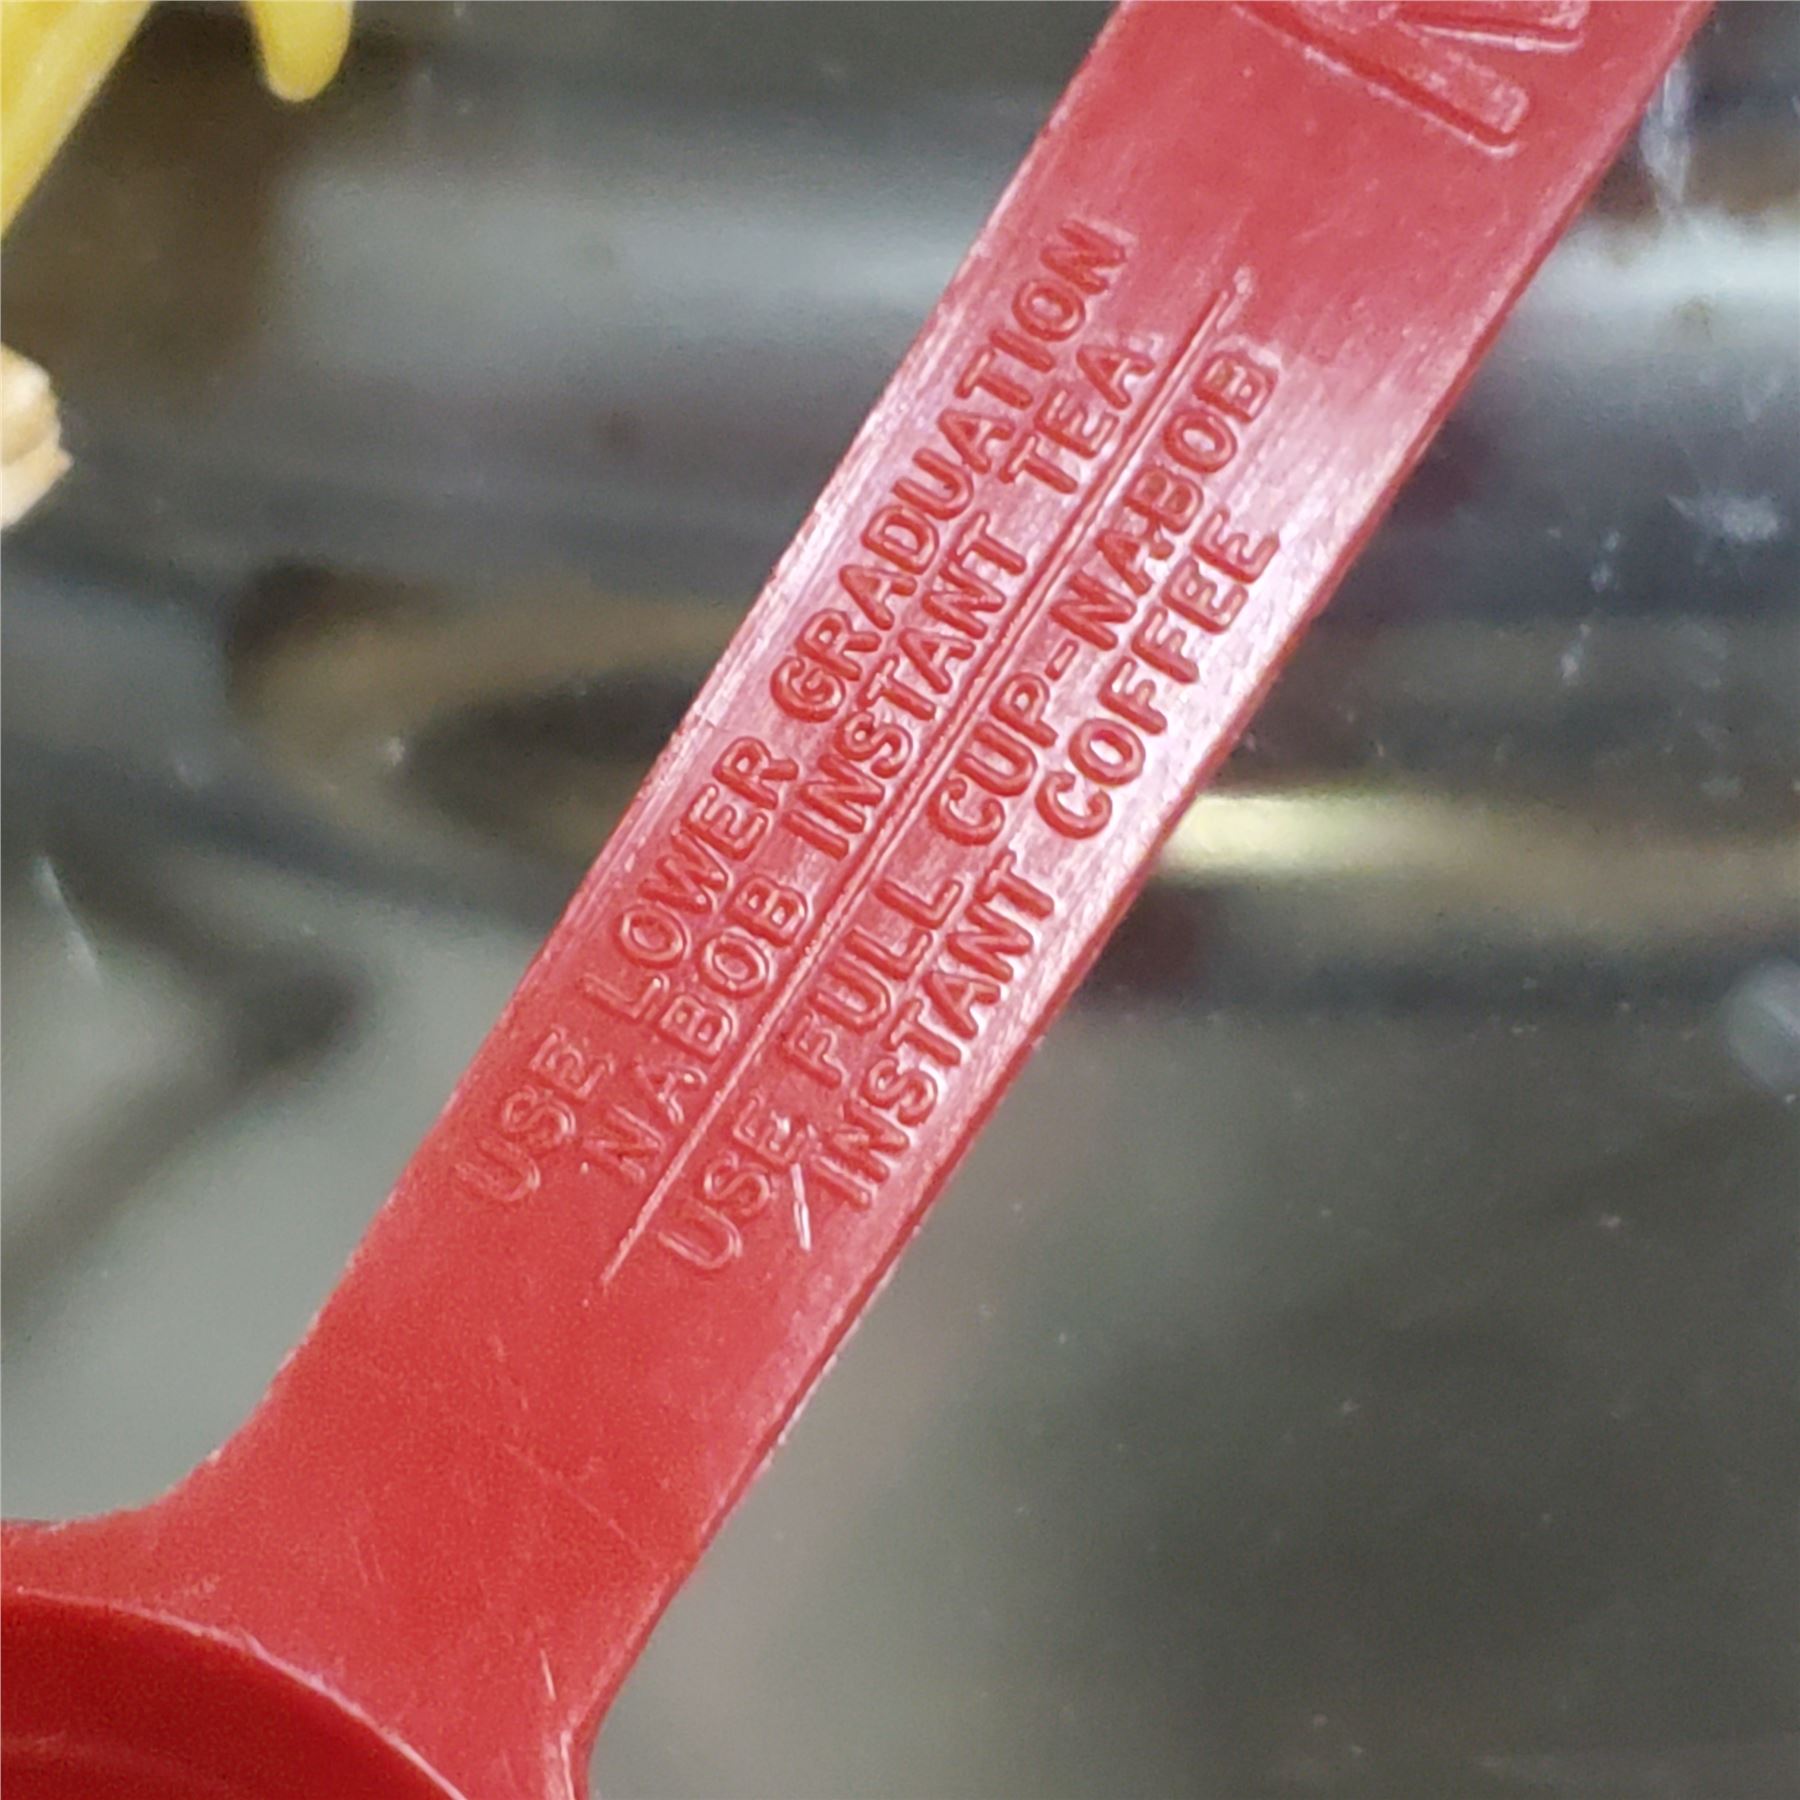 USE LOWER GRADUATION
NABOB INSTANT TEA
USE FULL CUP-NABOB
INSTANT COFFEE